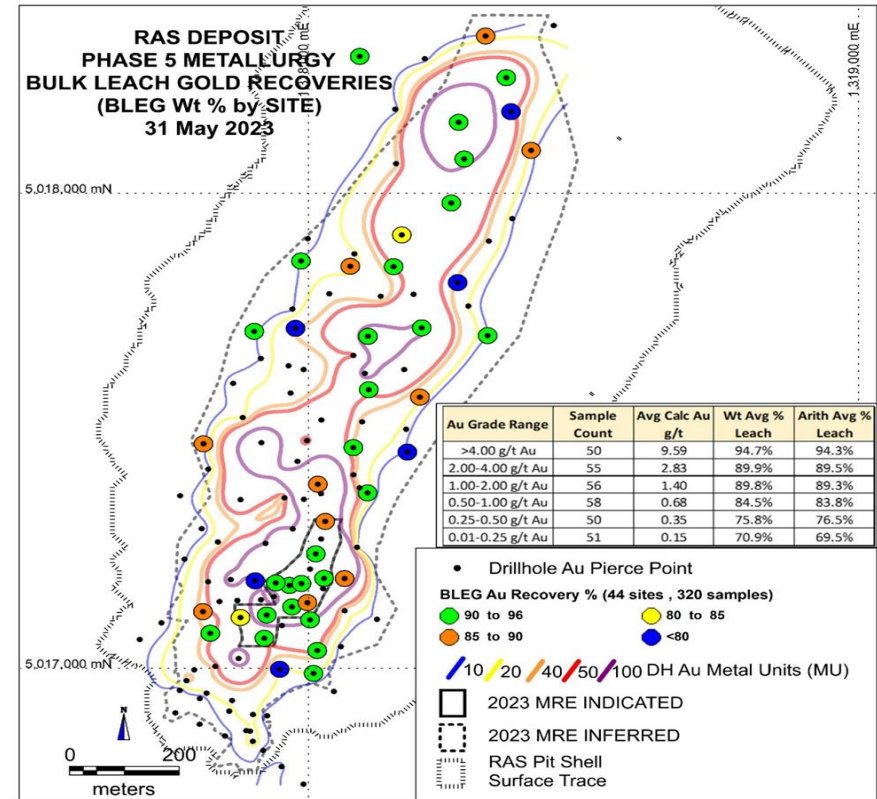 RAS DEPOSIT
PHASE 5 METALLURGY
BULK LEACH GOLD RECOVERIES
(BLEG Wt % by SITE)
31 May 2023
1,319,000 mE
5,018,000 mN
Au Grade Range Sample Count Avg Calc Au g/t Wt Avg % Leach Arith Avg % Leach
>4.00 g/t Au 50 9.59 94.7% 94.3%
2.00-4.00 g/t Au 55 2.83 89.9% 89.5%
1.00-2.00 g/t Au 56 1.40 89.8% 89.3%
0.50-1.00 g/t Au 58 0.68 84.5% 83.8%
0.25-0.50 g/t Au 50 0.35 75.8% 76.5%
0.01-0.25 g/t Au 51 0.15 70.9% 69.5%
Drillhole Au Pierce Point
BLEG Au Recovery % (44 sites , 320 samples)
90 to 96 80 to 85
85 to 90 <80
10 20 40 50 100 DH Au Metal Units (MU)
2023 MRE INDICATED
2023 MRE INFERRED
RAS Pit Shell
Surface Trace
5,017,000 mN
N
0 200
meters